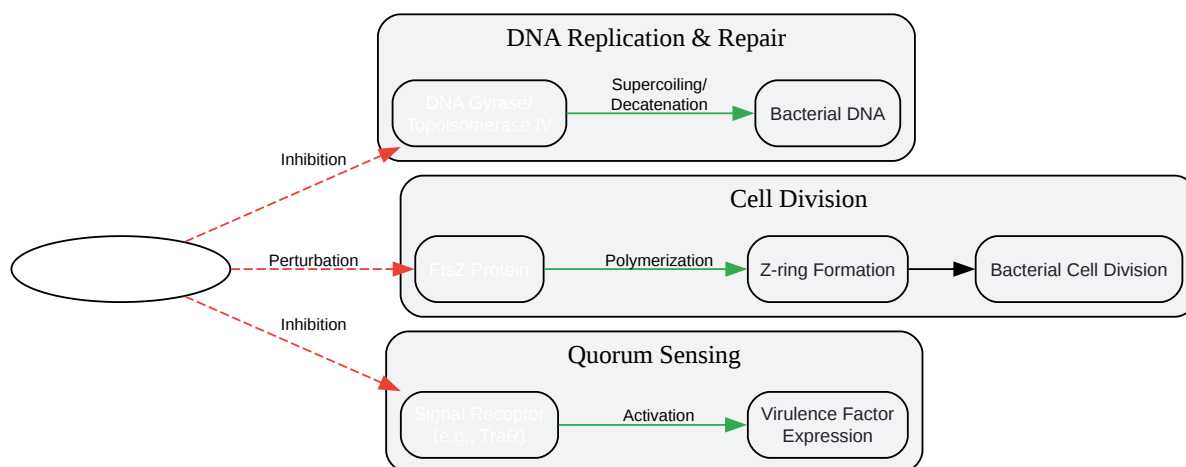 DNA Replication & Repair
DNA Gyrase/
Topoisomerase IV
Supercoiling/
Decatenation
Bacterial DNA
Inhibition
Cell Division
Perturbation
FtsZ Protein
Polymerization
Z-ring Formation
Bacterial Cell Division
Inhibition
Quorum Sensing
Signal Receptor
(e.g., TraR)
Activation
Virulence Factor
Expression